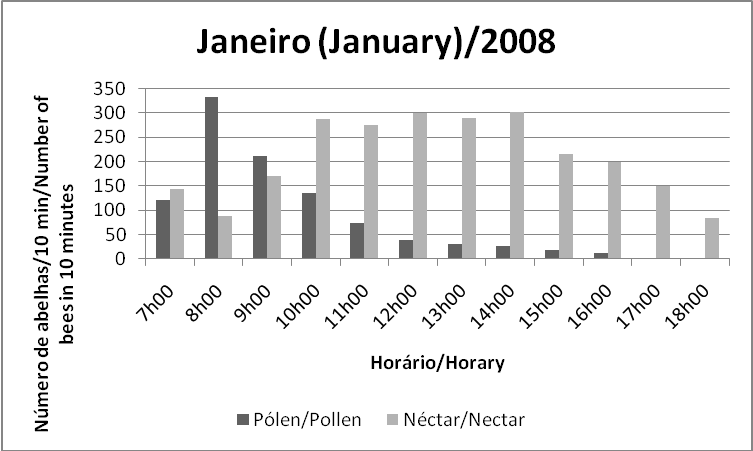 Janeiro (January)/2008
Número de abelhas/10 min/Number of
bees in 10 minutes
350
300
250
200
150
100
50
0
7h00
8h00
9h00
10h00
11h00
12h00
13h00
14h00
15h00
16h00
17h00
18h00
Horário/Horary
Pólen/Pollen
Néctar/Nectar